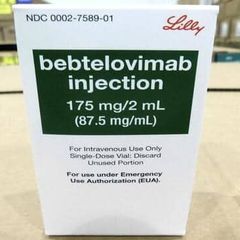 NDC 0002-7589-01
Lilly
bebtelovimab
injection
175 mg/2 mL
(87.5 mg/mL)
For Intravenous Use Only
Single-Dose Vial: Discard
Unused Portion
For use under Emergency
Use Authorization (EUA).